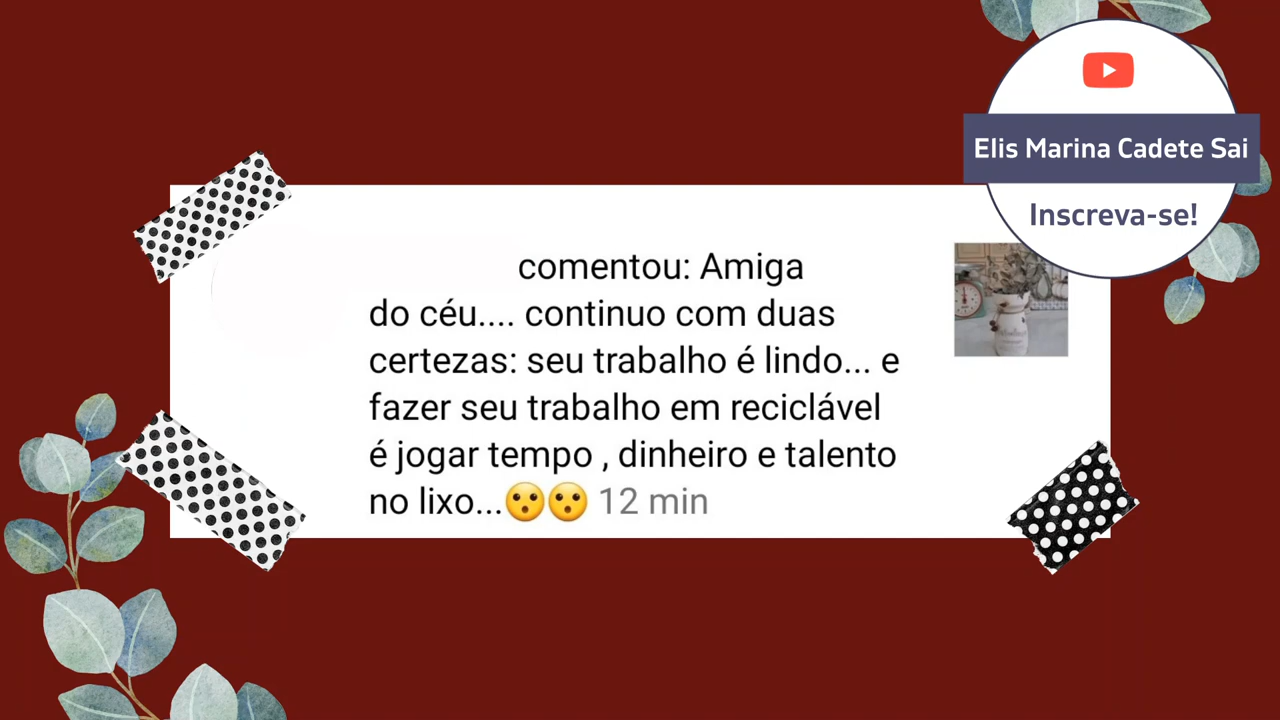 Elis Marina Cadete Sai
Inscreva-se!
comentou: Amiga
do céu.... continuo com duas
certezas: seu trabalho é lindo... e
fazer seu trabalho em reciclável
é jogar tempo , dinheiro e talento
no lixo...😯😯 12 min